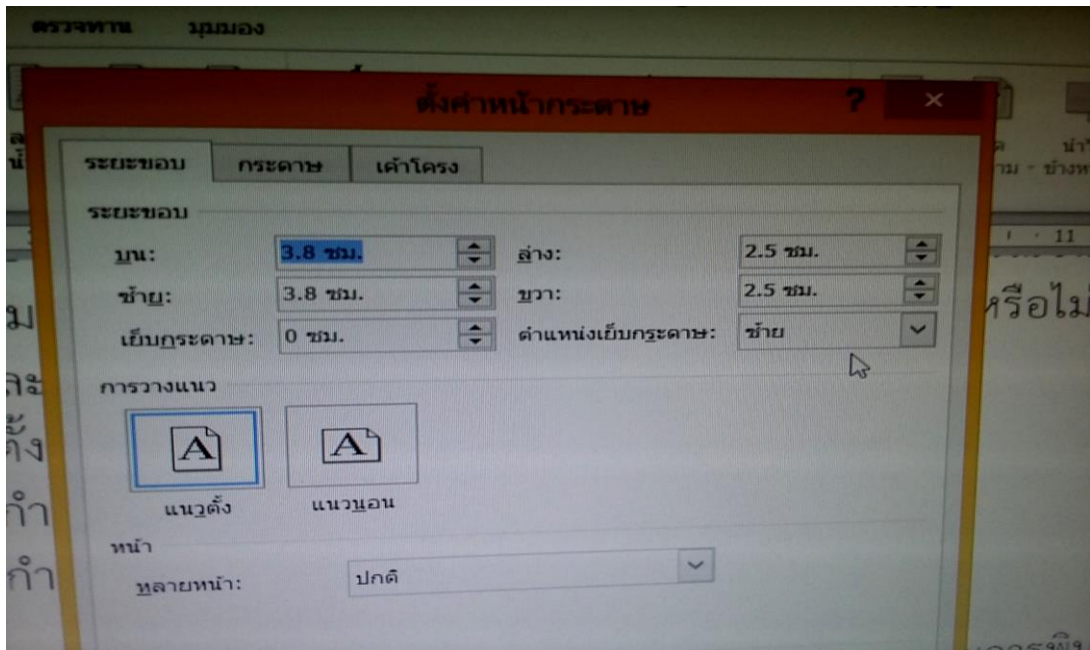 ตรวจทาน มุมมอง
ตั้งค่าหน้ากระดาษ ? ×
ระยะขอบ กระดาษ เค้าโครง
ระยะขอบ
บน: 3.8 ซม. ล่าง: 2.5 ซม.
ซ้าย: 3.8 ซม. ขวา: 2.5 ซม.
เย็บกระดาษ: 0 ซม. ตำแหน่งเย็บกระดาษ: ซ้าย
การวางแนว
A A
แนวตั้ง แนวนอน
หน้า
หลายหน้า: ปกติ
11
หรือไม่
ตั้ง
กำ
กำ